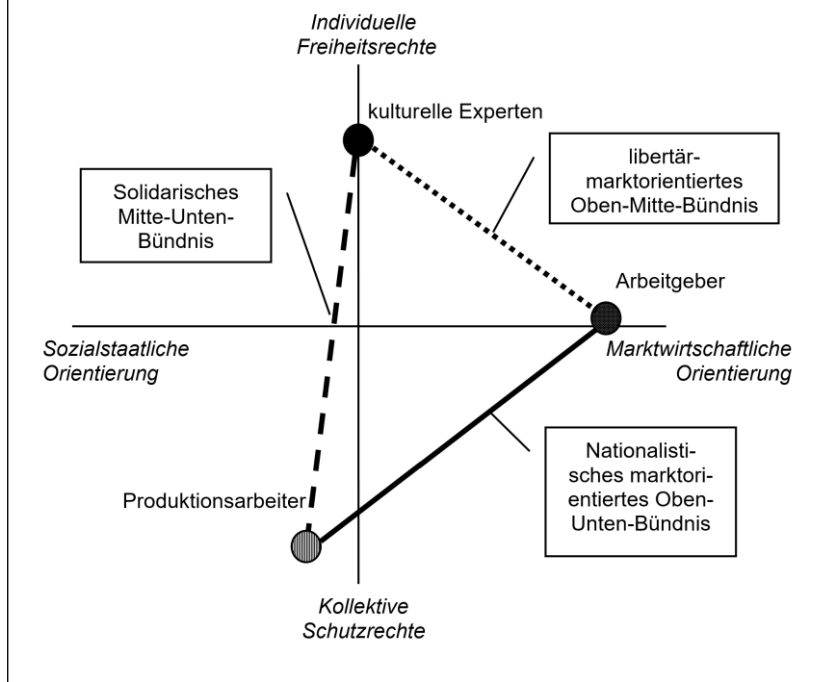 Individuelle
Freiheitsrechte
kulturelle Experten
libertär-
marktorientiertes
Oben-Mitte-Bündnis
Solidarisches
Mitte-Unten-
Bündnis
Arbeitgeber
Sozialstaatliche
Orientierung
Marktwirtschaftliche
Orientierung
Nationalisti-
sches marktori-
entiertes Oben-
Unten-Bündnis
Produktionsarbeiter
Kollektive
Schutzrechte